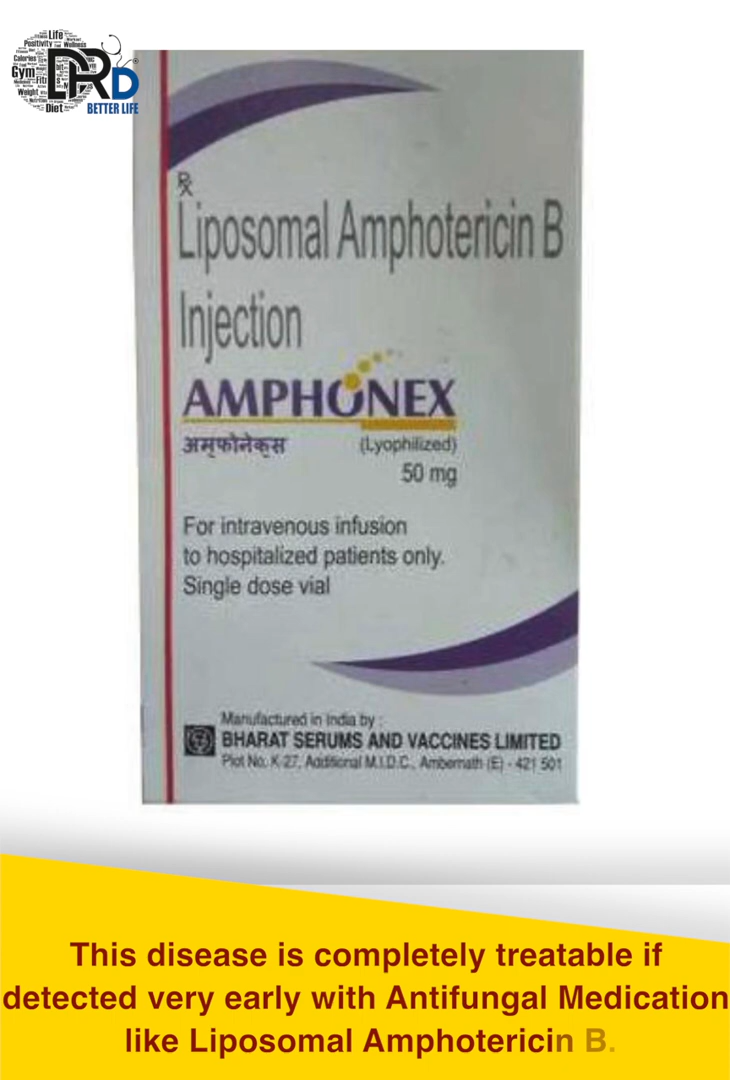 Life
Positivity
Wellness
Calories
Gym
Weight
Diet
DRD
BETTER LIFE
Rx
Liposomal Amphotericin B
Injection
AMPHONEX
अम्फोनेक्स
(Lyophilized)
50 mg
For intravenous infusion
to hospitalized patients only.
Single dose vial
Manufactured in India by :
BHARAT SERUMS AND VACCINES LIMITED
Plot No. K-27, Additional M.I.D.C., Ambernath (E) - 421 501
This disease is completely treatable if
detected very early with Antifungal Medication
like Liposomal Amphotericin B.